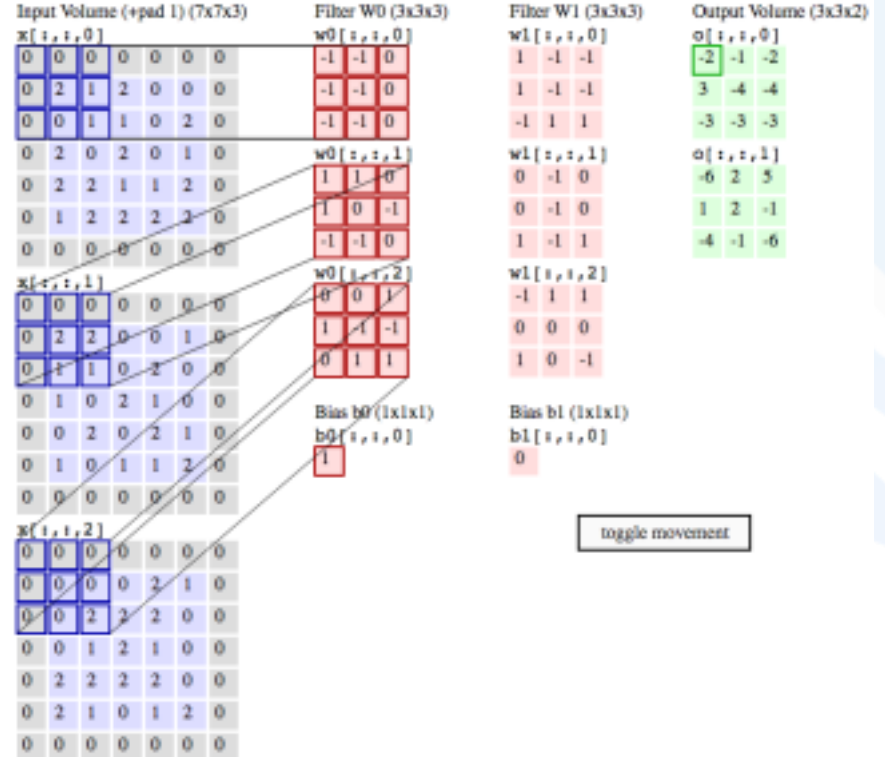 Input Volume (+pad 1) (7x7x3)
x[:,:,0]
0 0 0 0 0 0 0
0 2 1 2 0 0 0
0 0 1 1 0 2 0
0 2 0 2 0 1 0
0 2 2 1 1 2 0
0 1 2 2 2 2 0
0 0 0 0 0 0 0
x[:,:,1]
0 0 0 0 0 0 0
0 2 2 0 0 1 0
0 1 1 0 2 0 0
0 1 0 2 1 0 0
0 0 2 0 2 1 0
0 1 0 1 1 2 0
0 0 0 0 0 0 0
x[:,:,2]
0 0 0 0 0 0 0
0 0 0 0 2 1 0
0 0 2 2 2 0 0
0 0 1 2 1 0 0
0 2 2 2 2 0 0
0 2 1 0 1 2 0
0 0 0 0 0 0 0
Filter W0 (3x3x3)
w0[:,:,0]
-1 -1 0
-1 -1 0
-1 -1 0
w0[:,:,1]
1 1 0
1 0 -1
-1 -1 0
w0[:,:,2]
0 0 1
1 -1 -1
0 1 1
Bias b0 (1x1x1)
b0[:,:,0]
1
Filter W1 (3x3x3)
w1[:,:,0]
1 -1 -1
1 -1 -1
-1 1 1
w1[:,:,1]
0 -1 0
0 -1 0
1 -1 1
w1[:,:,2]
-1 1 1
0 0 0
1 0 -1
Bias b1 (1x1x1)
b1[:,:,0]
0
Output Volume (3x3x2)
o[:,:,0]
-2 -1 -2
3 -4 -4
-3 -3 -3
o[:,:,1]
-6 2 5
1 2 -1
-4 -1 -6
toggle movement